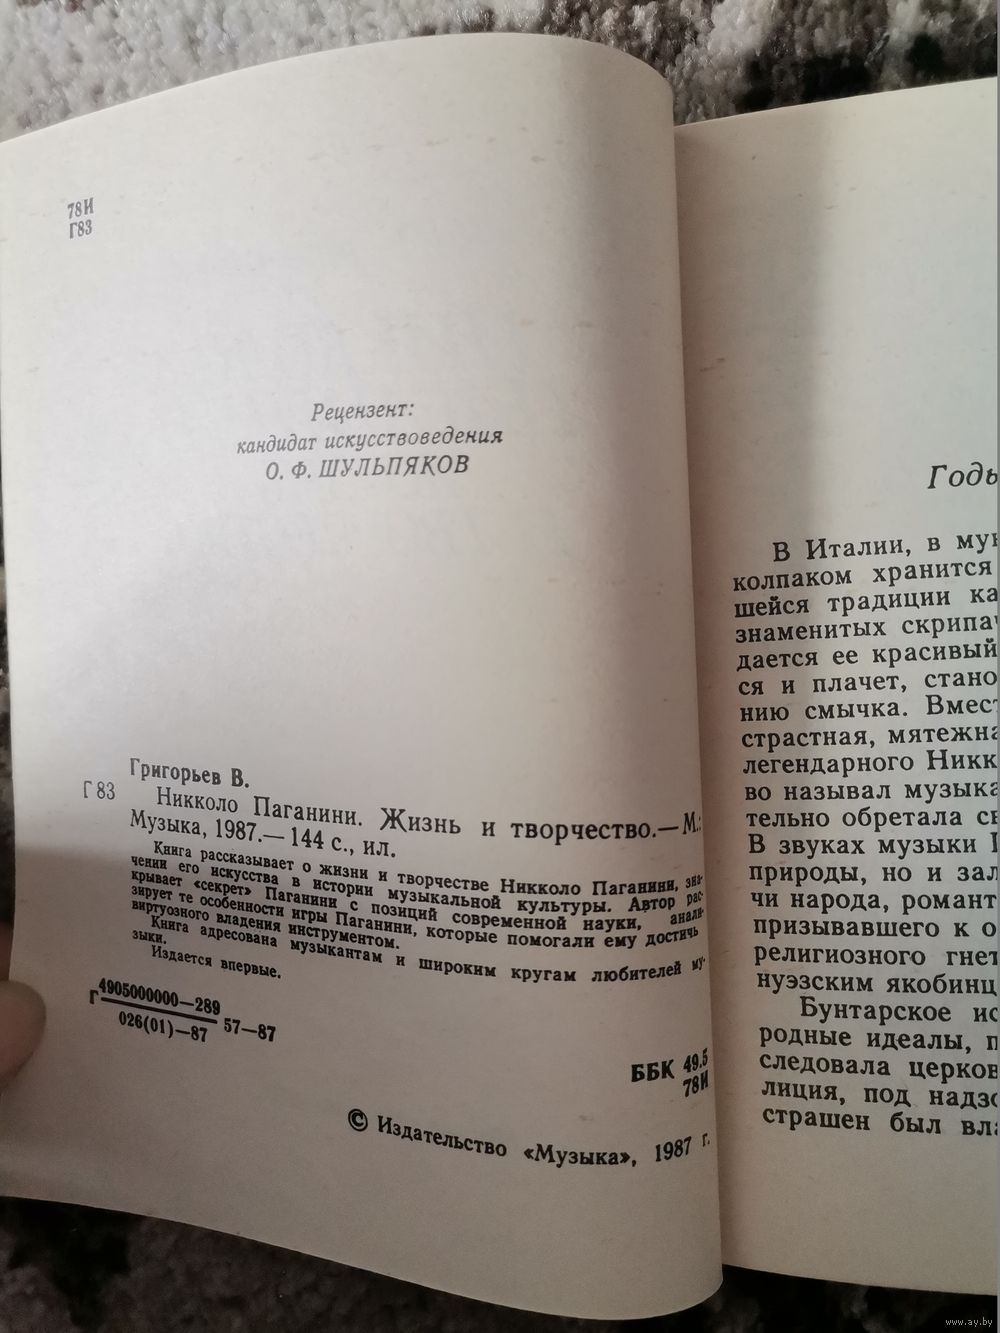 78И
Г83
Рецензент:
кандидат искусствоведения
О. Ф. ШУЛЬПЯКОВ
Григорьев В.
Г 83 Никколо Паганини. Жизнь и творчество.— М.:
Музыка, 1987.— 144 с., ил.
Книга рассказывает о жизни и творчестве Никколо Паганини, зна-
чении его искусства в истории музыкальной культуры. Автор рас-
крывает «секрет» Паганини с позиций современной науки, анали-
зирует те особенности игры Паганини, которые помогали ему достичь
виртуозного владения инструментом.
Книга адресована музыкантам и широким кругам любителей му-
зыки.
Издается впервые.
Г 4905000000—289
026(01)—87 57—87
ББК 49.5
78И
© Издательство «Музыка», 1987 г.
Годы
В Италии, в му
колпаком хранится
шейся традиции ка
знаменитых скрипа
дается ее красивый
ся и плачет, стано
нию смычка. Вмест
страстная, мятежна
легендарного Никк
во называл музыка
тельно обретала с
В звуках музыки
природы, но и зал
чи народа, романт
призывавшего к о
религиозного гнет
нуэзским якобинц
Бунтарское ис
родные идеалы, п
следовала церков
лиция, под надзо
страшен был вла
www.ay.by